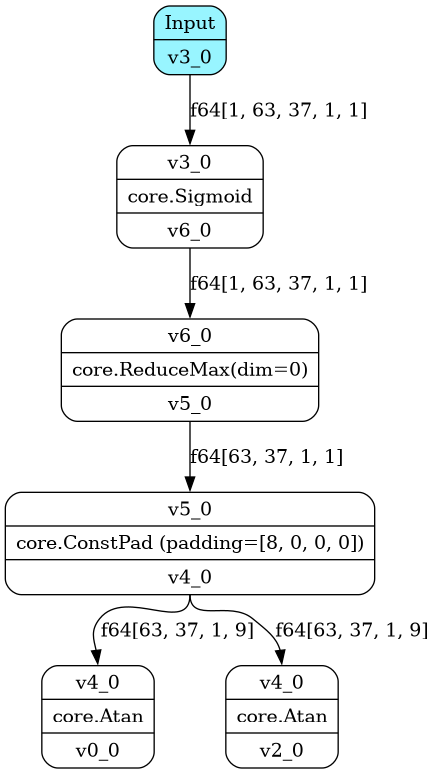 Input
v3_0
f64[1, 63, 37, 1, 1]
v3_0
core.Sigmoid
v6_0
f64[1, 63, 37, 1, 1]
v6_0
core.ReduceMax(dim=0)
v5_0
f64[63, 37, 1, 1]
v5_0
core.ConstPad (padding=[8, 0, 0, 0])
v4_0
f64[63, 37, 1, 9]
f64[63, 37, 1, 9]
v4_0
core.Atan
v0_0
v4_0
core.Atan
v2_0